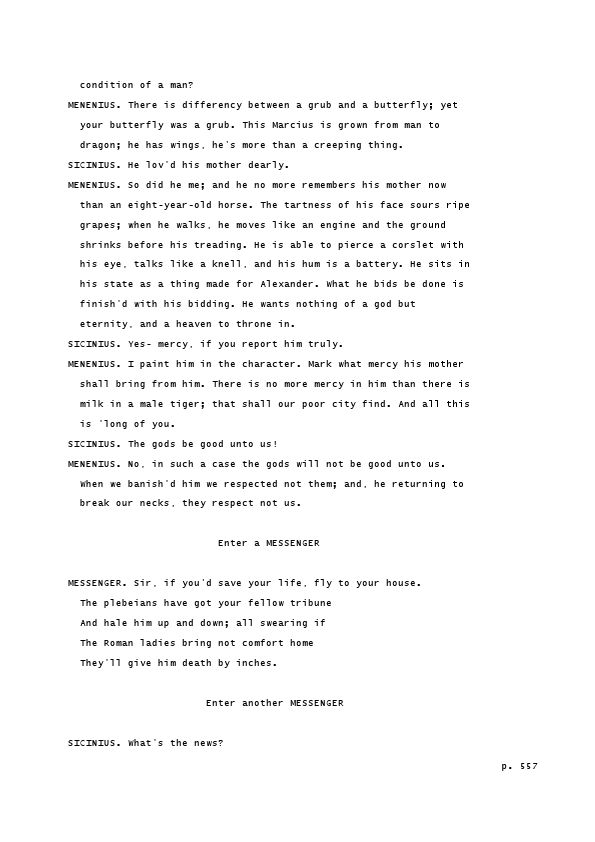 condition of a man?
MENENIUS. There is differency between a grub and a butterfly; yet
your butterfly was a grub. This Marcius is grown from man to
dragon; he has wings, he's more than a creeping thing.
SICINIUS. He lov'd his mother dearly.
MENENIUS. So did he me; and he no more remembers his mother now
than an eight-year-old horse. The tartness of his face sours ripe
grapes; when he walks, he moves like an engine and the ground
shrinks before his treading. He is able to pierce a corslet with
his eye, talks like a knell, and his hum is a battery. He sits in
his state as a thing made for Alexander. What he bids be done is
finish'd with his bidding. He wants nothing of a god but
eternity, and a heaven to throne in.
SICINIUS. Yes- mercy, if you report him truly.
MENENIUS. I paint him in the character. Mark what mercy his mother
shall bring from him. There is no more mercy in him than there is
milk in a male tiger; that shall our poor city find. And all this
is 'long of you.
SICINIUS. The gods be good unto us!
MENENIUS. No, in such a case the gods will not be good unto us.
When we banish'd him we respected not them; and, he returning to
break our necks, they respect not us.
Enter a MESSENGER
MESSENGER. Sir, if you'd save your life, fly to your house.
The plebeians have got your fellow tribune
And hale him up and down; all swearing if
The Roman ladies bring not comfort home
They'll give him death by inches.
Enter another MESSENGER
SICINIUS. What's the news?
p. 557